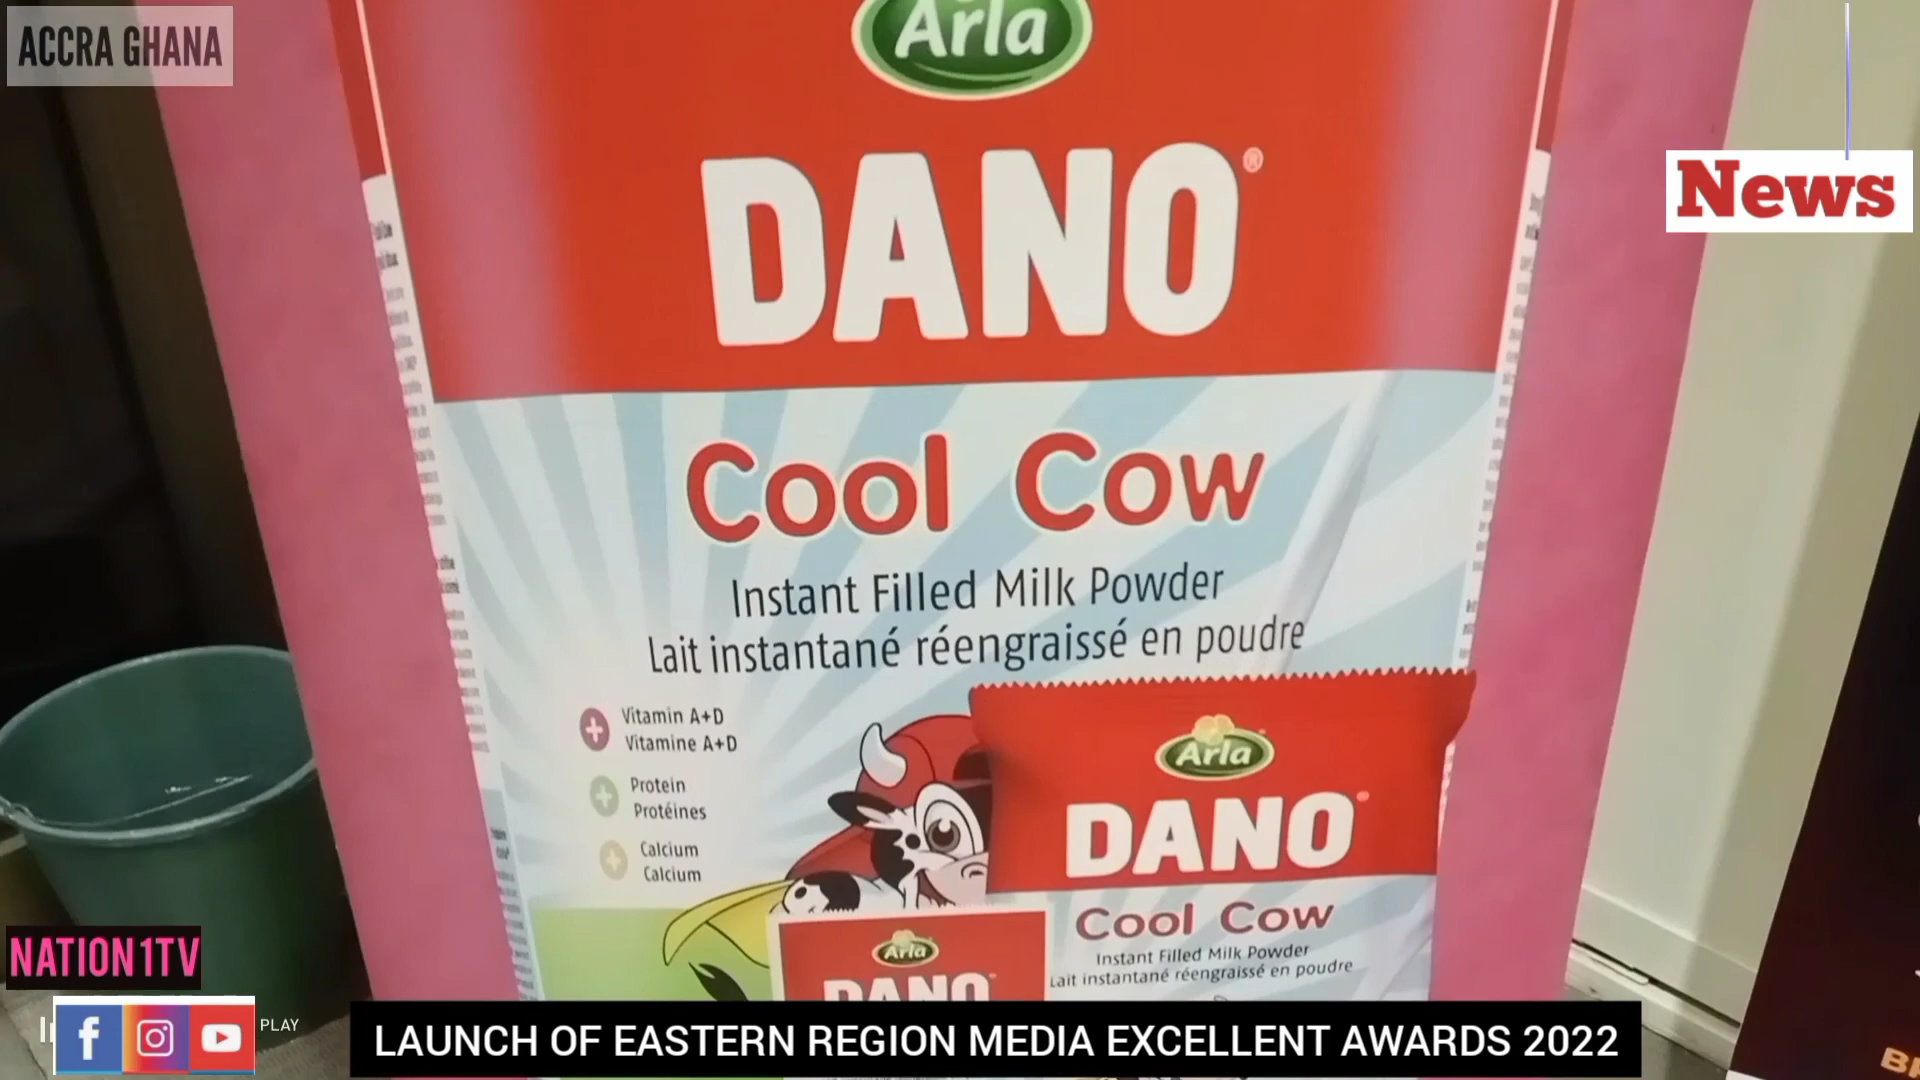 ACCRA GHANA
Arla
DANO®
News
Cool Cow
Instant Filled Milk Powder
Lait instantané réengraissé en poudre
Vitamin A+D
Vitamine A+D
Protein
Protéines
Calcium
Calcium
Arla
DANO
Cool Cow
Instant Filled Milk Powder
Lait instantané réengraissé en poudre
Arla
DANO
NATION1TV
PLAY
LAUNCH OF EASTERN REGION MEDIA EXCELLENT AWARDS 2022